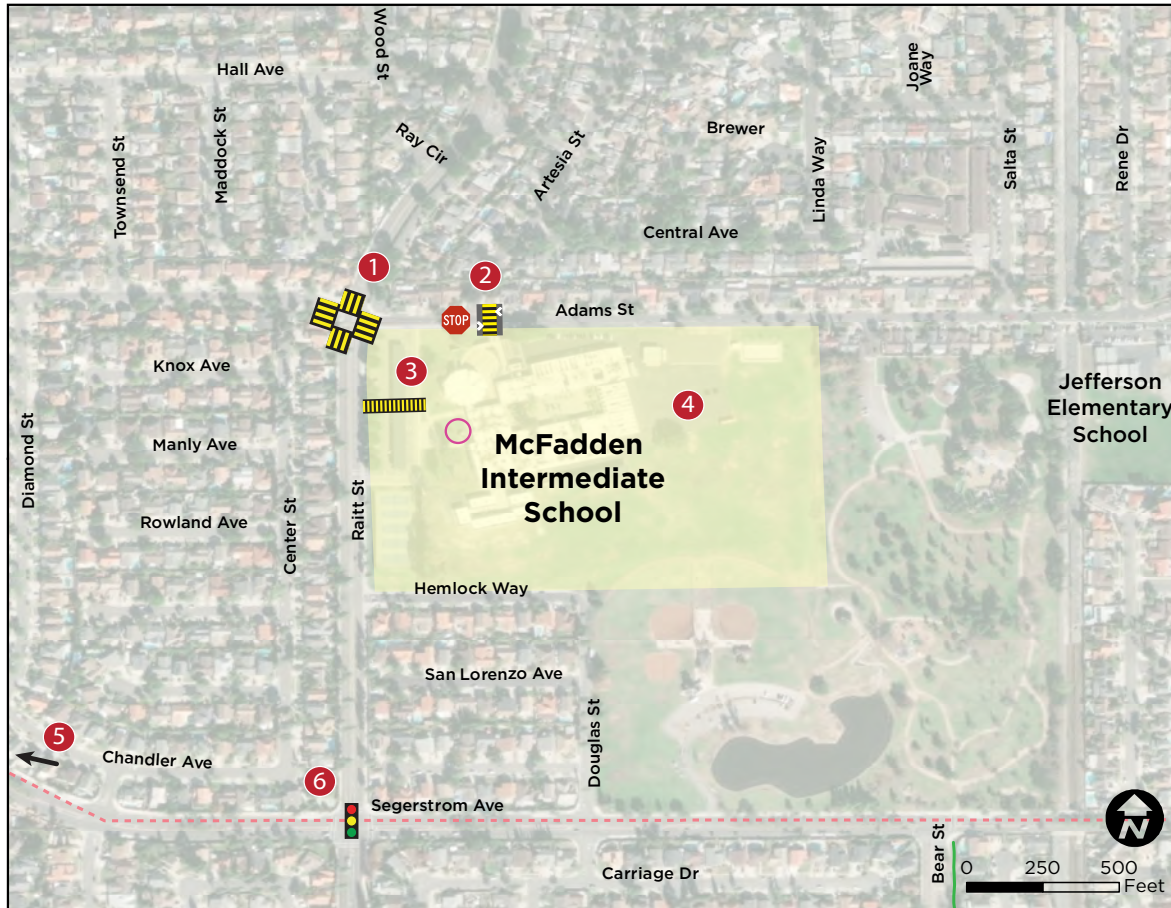 Wood St
Hall Ave
Joane
Way
Maddock St
Townsend St
Ray Cir
Artesia St
Brewer
Linda Way
Salta St
Rene Dr
Central Ave
1
2
STOP
Adams St
Knox Ave
3
4
Jefferson
Elementary
School
Diamond St
Manly Ave
McFadden
Intermediate
School
Rowland Ave
Center St
Raitt St
Hemlock Way
San Lorenzo Ave
Douglas St
5
Chandler Ave
6
Segerstrom Ave
N
Bear St
Carriage Dr
0 250 500
Feet